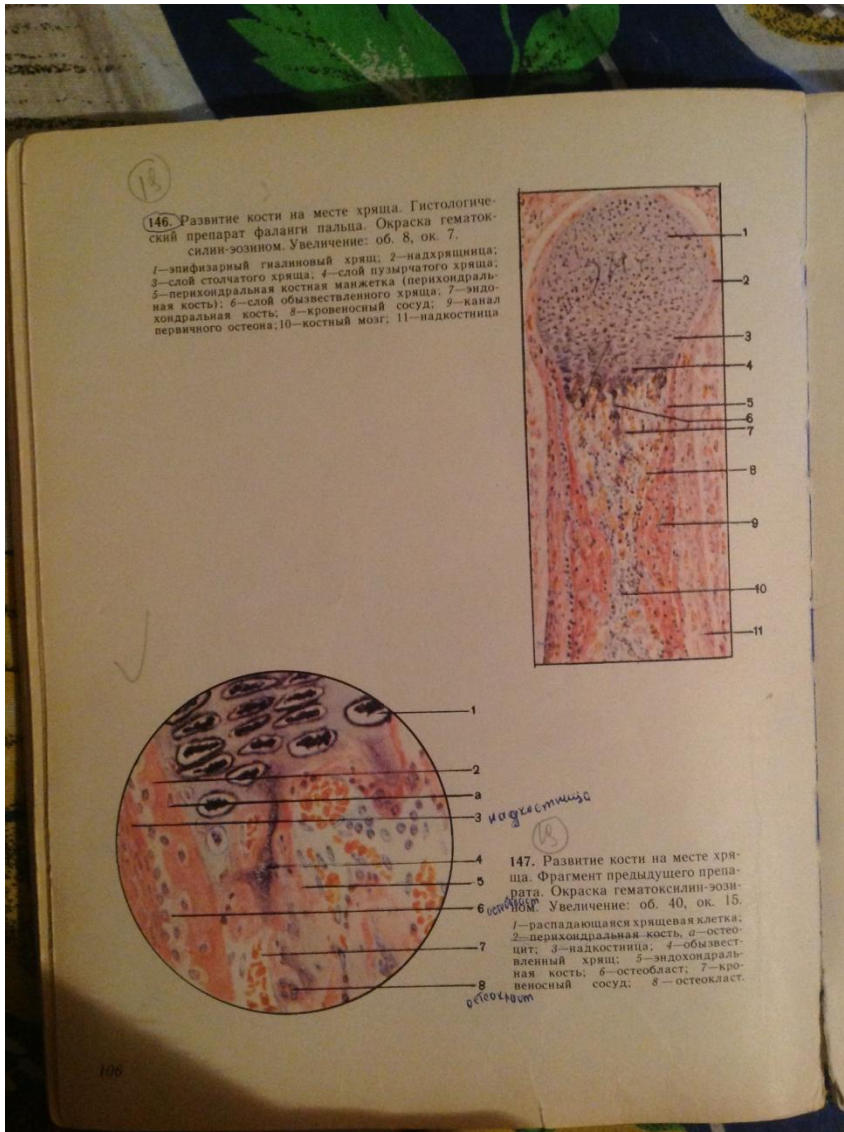 18
146. Развитие кости на месте хряща. Гистологиче-
ский препарат фаланги пальца. Окраска гематок-
силин-эозином. Увеличение: об. 8, ок. 7.
1—эпифизарный гиалиновый хрящ; 2—надхрящница;
3—слой столчатого хряща; 4—слой пузырчатого хряща;
5—перихондральная костная манжетка (перихондраль-
ная кость); 6—слой обызвествленного хряща; 7—эндо-
хондральная кость; 8—кровеносный сосуд; 9—канал
первичного остеона; 10—костный мозг; 11—надкостница
1
2
3
4
5
6
7
8
9
10
11
1
2
а
3 надкостница
4
5
6 остеобласт
7
8
остеокласт
147. Развитие кости на месте хря-
ща. Фрагмент предыдущего препа-
рата. Окраска гематоксилин-эози-
ном. Увеличение: об. 40, ок. 15.
1—распадающаяся хрящевая клетка;
2—перихондральная кость, а—остео-
цит; 3—надкостница; 4—обызвест-
вленный хрящ; 5—эндохондраль-
ная кость; 6—остеобласт; 7—кро-
веносный сосуд; 8—остеокласт.
106